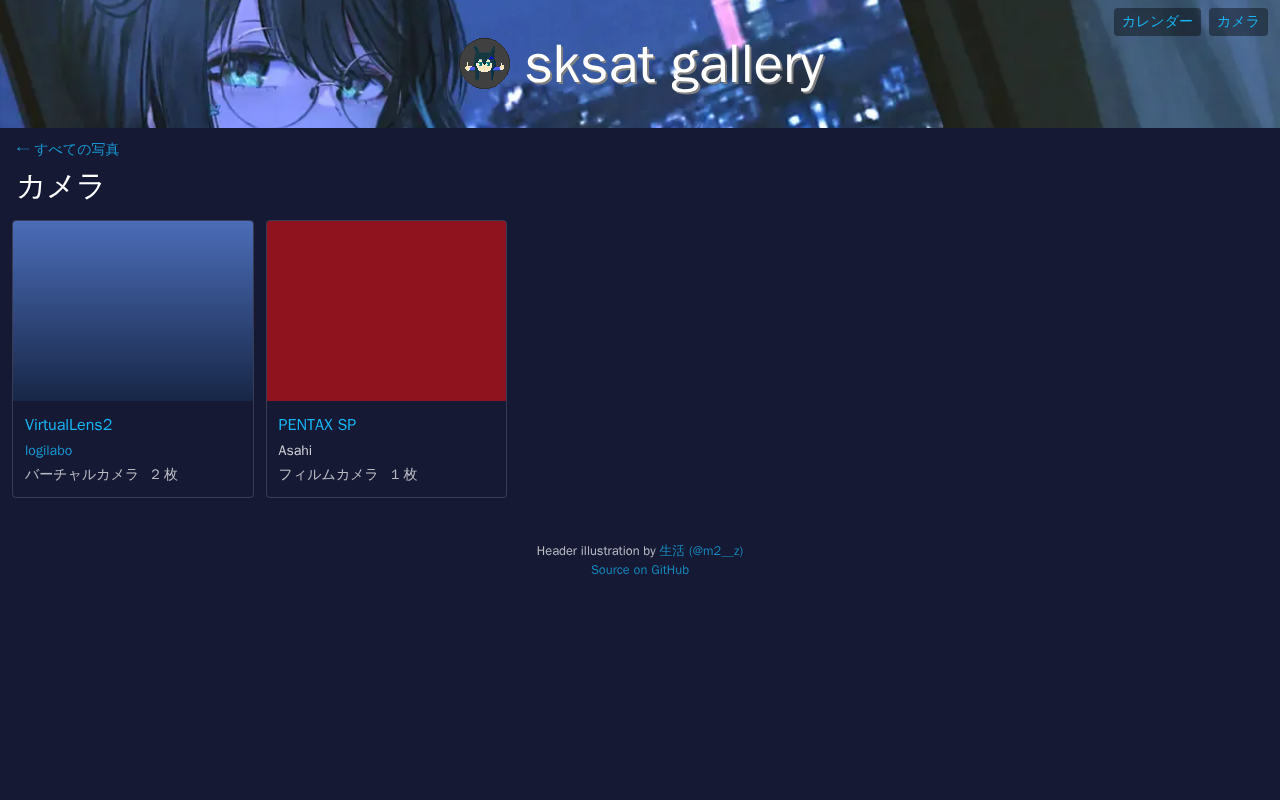 カレンダー カメラ
sksat gallery
← すべての写真
カメラ
VirtualLens2
logilabo
バーチャルカメラ 2 枚
PENTAX SP
Asahi
フィルムカメラ 1 枚
Header illustration by 生活 (@m2__z)
Source on GitHub